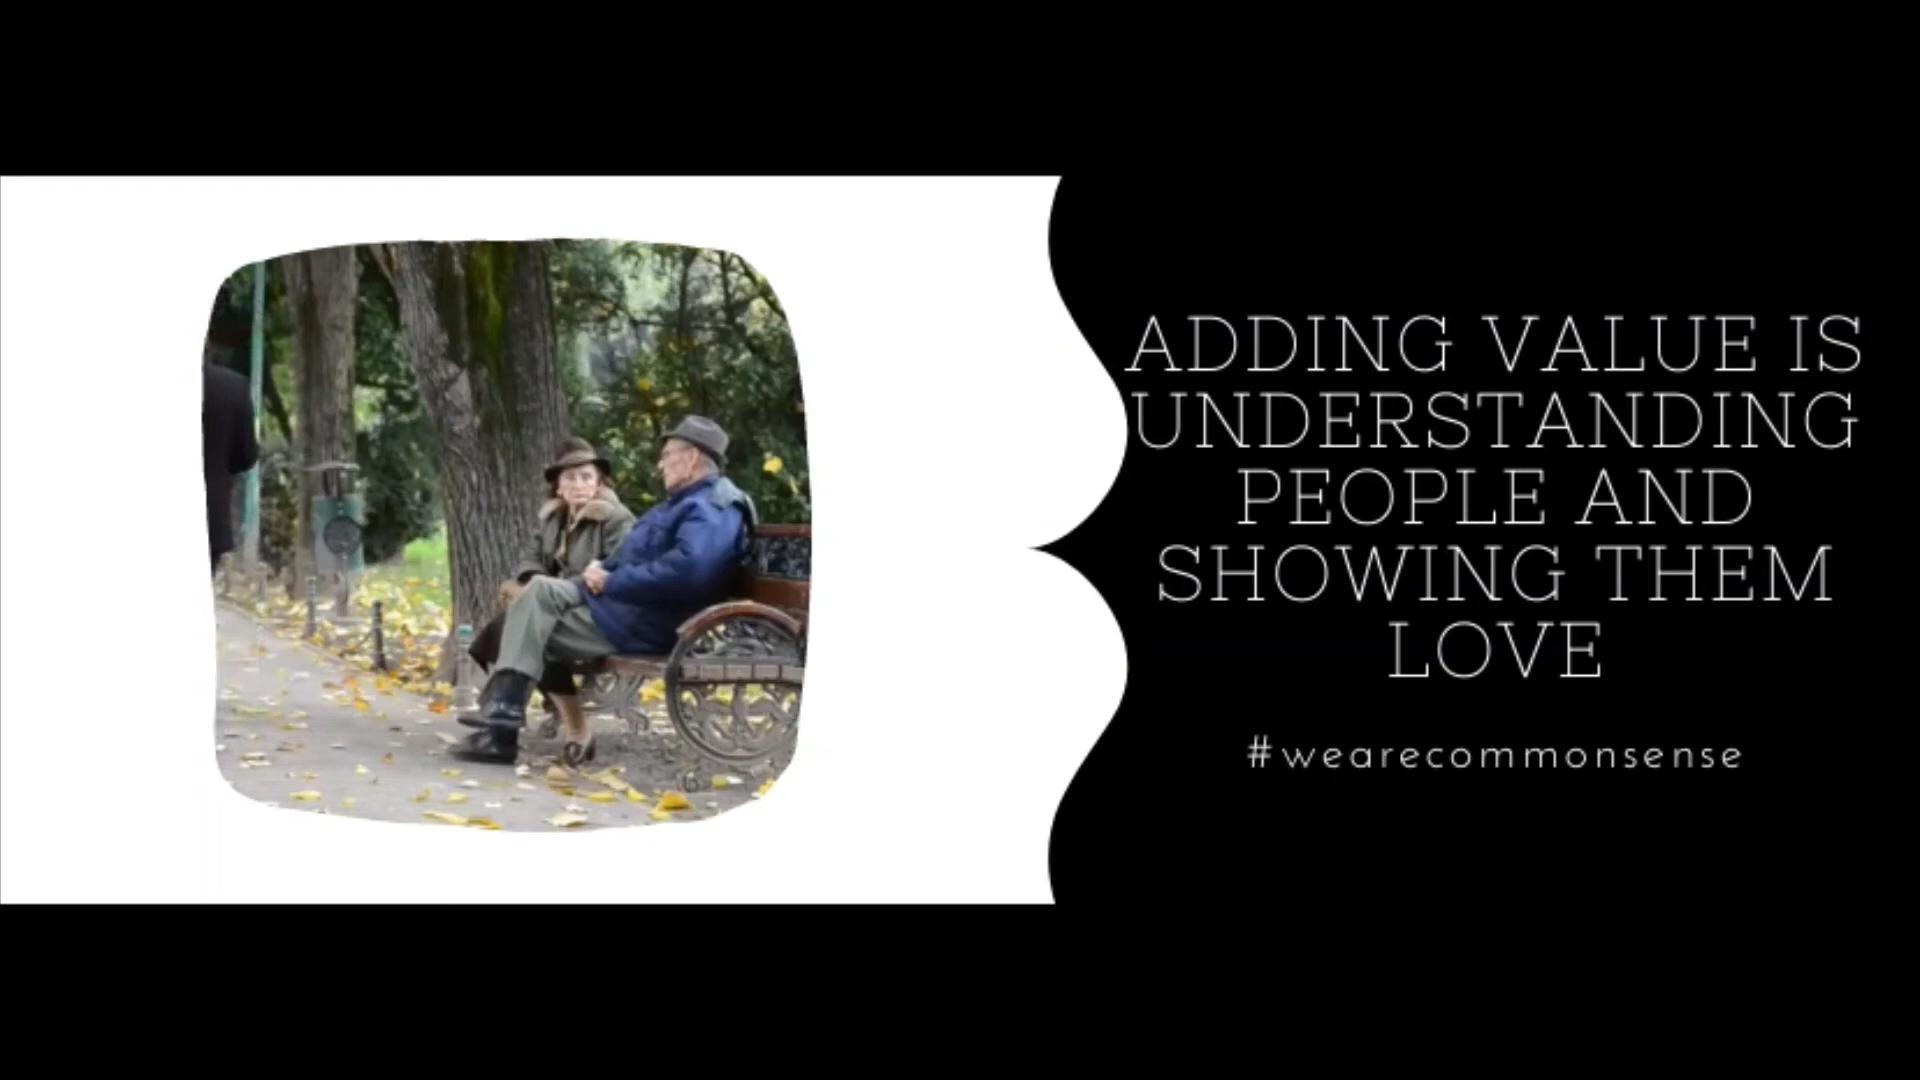 ADDING VALUE IS
UNDERSTANDING
PEOPLE AND
SHOWING THEM
LOVE
#wearecommonsense